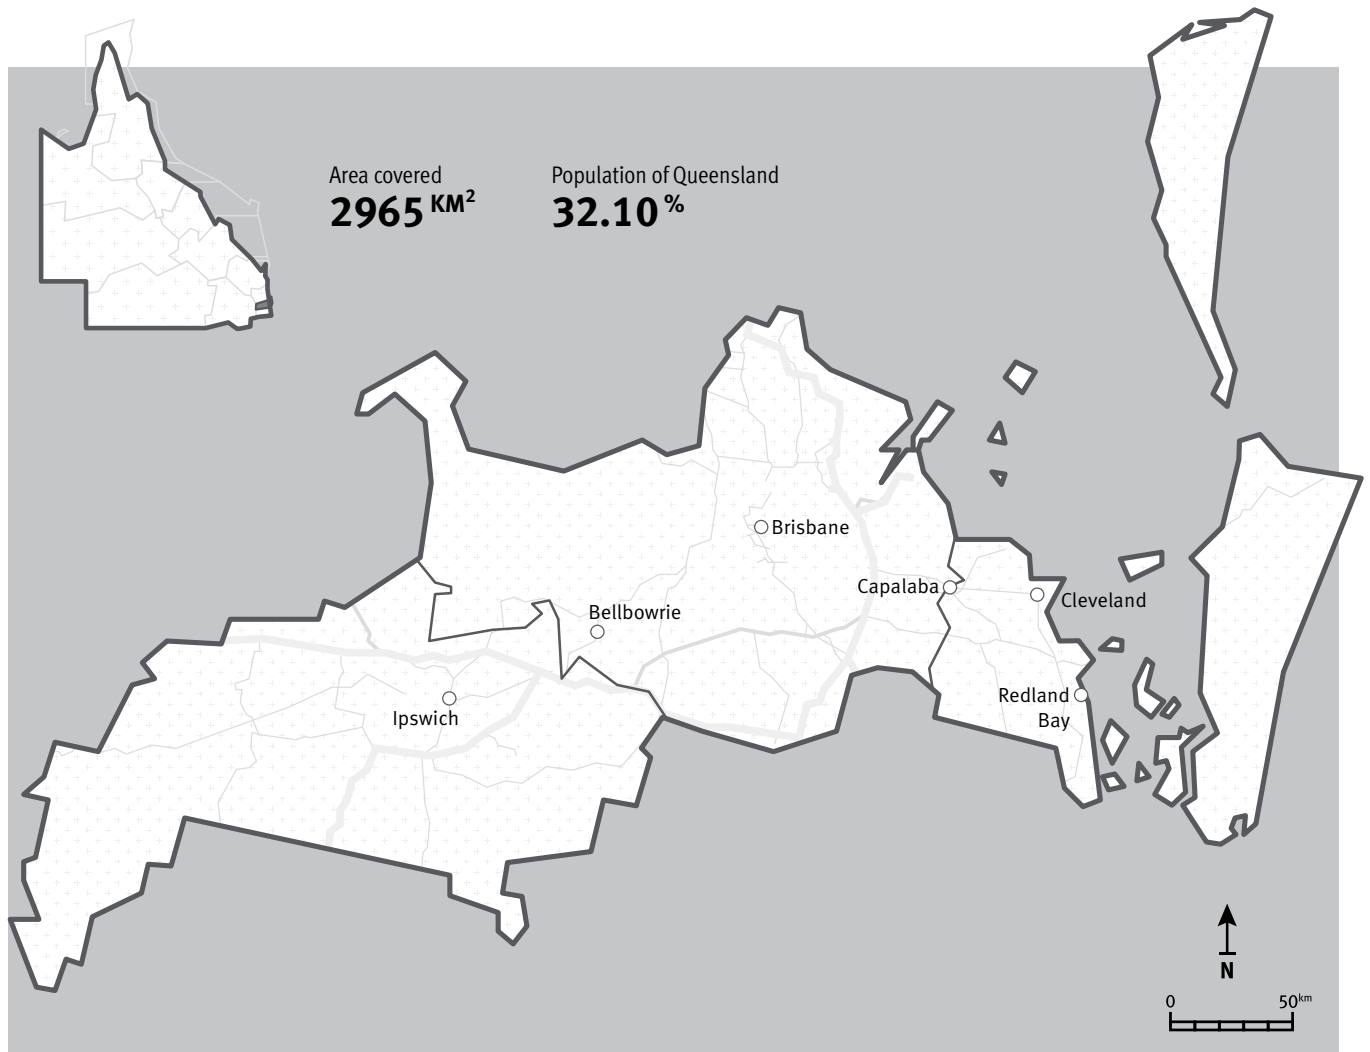 Area covered
2965 KM²
Population of Queensland
32.10 %
Brisbane
Capalaba
Cleveland
Bellbowrie
Redland
Bay
Ipswich
N
0
50km